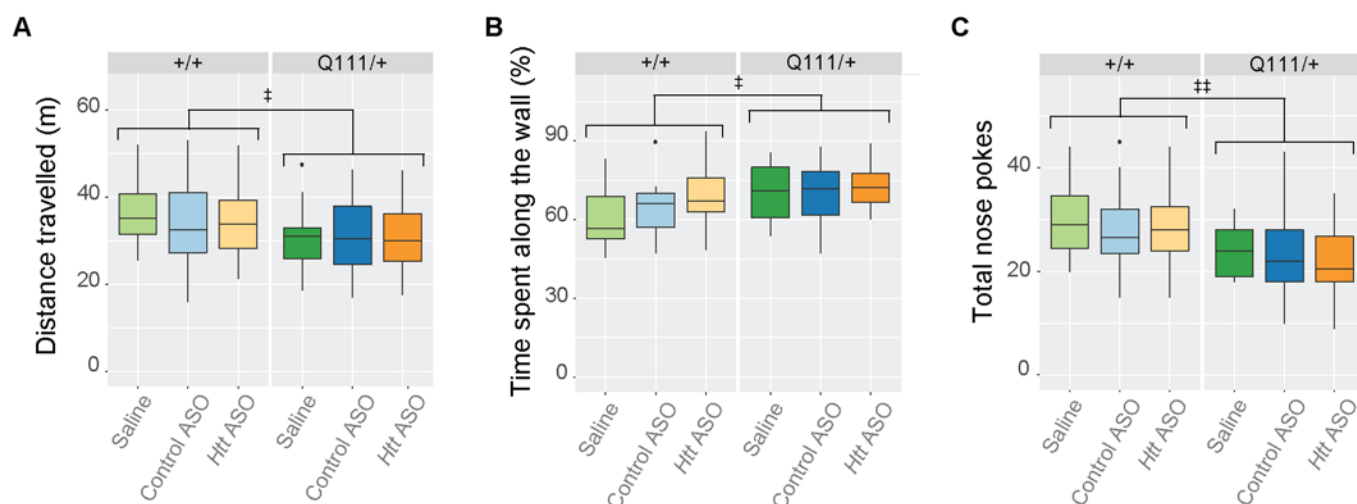 A
Distance travelled (m)
+/+
Q111/+
‡
60
40
20
0
Saline
Control ASO
Htt ASO
Saline
Control ASO
Htt ASO
B
Time spent along the wall (%)
+/+
Q111/+
‡
90
60
30
0
Saline
Control ASO
Htt ASO
Saline
Control ASO
Htt ASO
C
Total nose pokes
+/+
Q111/+
‡‡
40
20
0
Saline
Control ASO
Htt ASO
Saline
Control ASO
Htt ASO